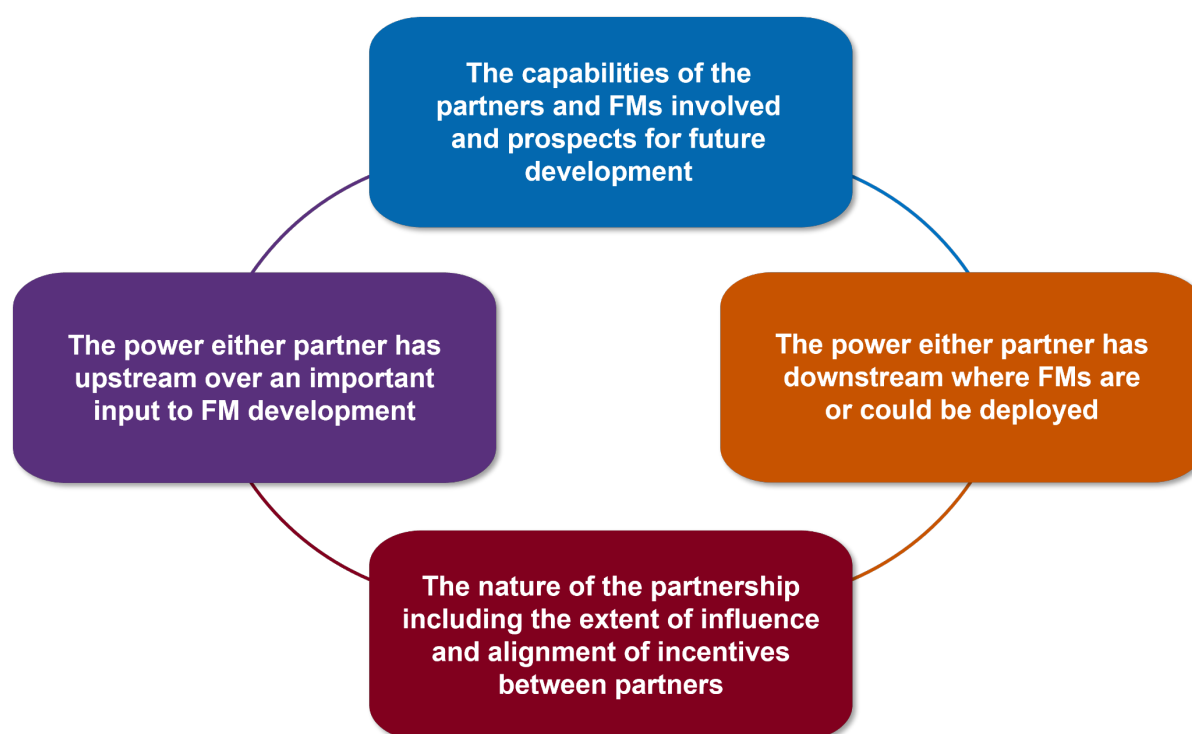 The capabilities of the
partners and FMs involved
and prospects for future
development
The power either partner has
upstream over an important
input to FM development
The power either partner has
downstream where FMs are
or could be deployed
The nature of the partnership
including the extent of influence
and alignment of incentives
between partners